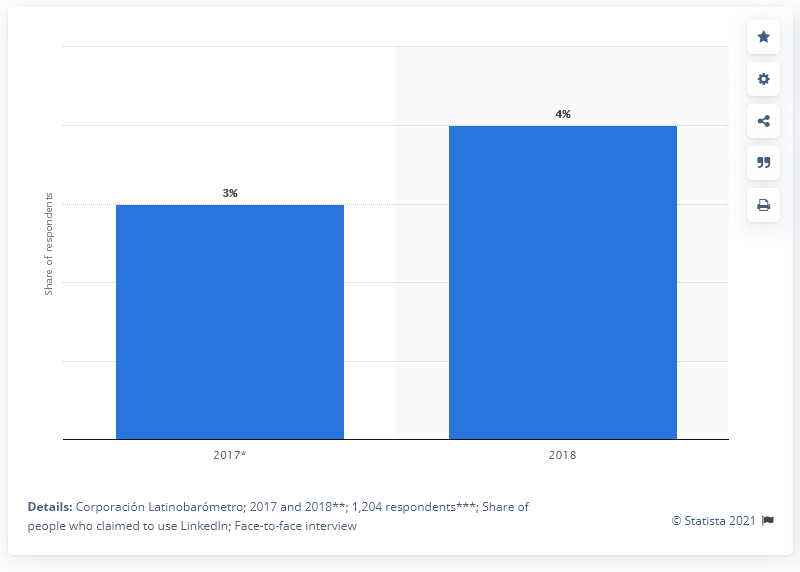 4%
3%
Share of respondents
2017*
2018
Details: Corporación Latinobarómetro; 2017 and 2018**; 1,204 respondents***; Share of
people who claimed to use LinkedIn; Face-to-face interview
© Statista 2021